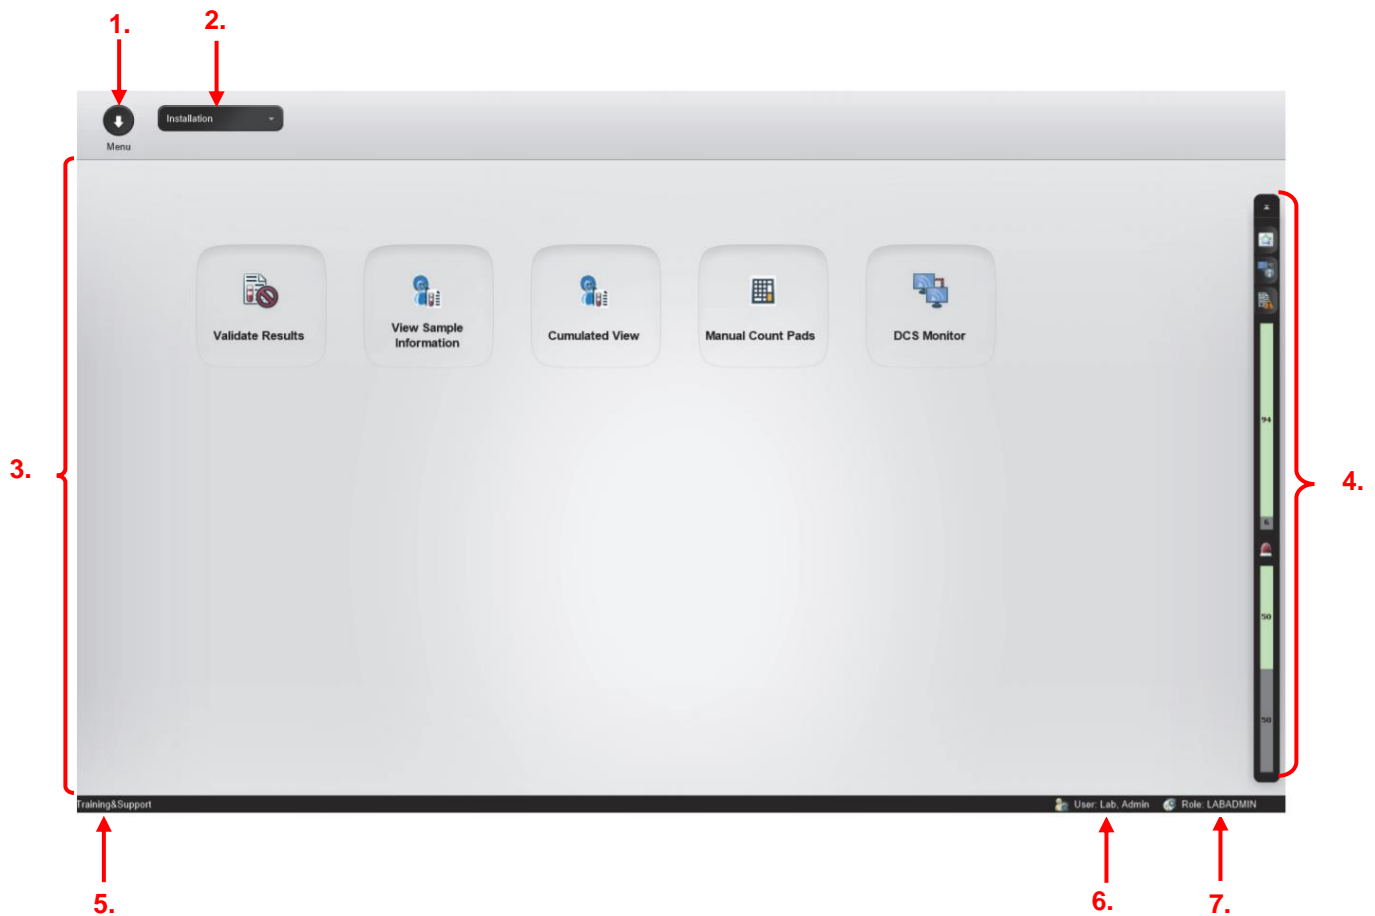 1.
2.
Installation
Menu
Validate Results
View Sample
Information
Cumulated View
Manual Count Pads
DCS Monitor
94
6
50
50
3.
4.
Training&Support
User: Lab, Admin
Role: LABADMIN
5.
6.
7.